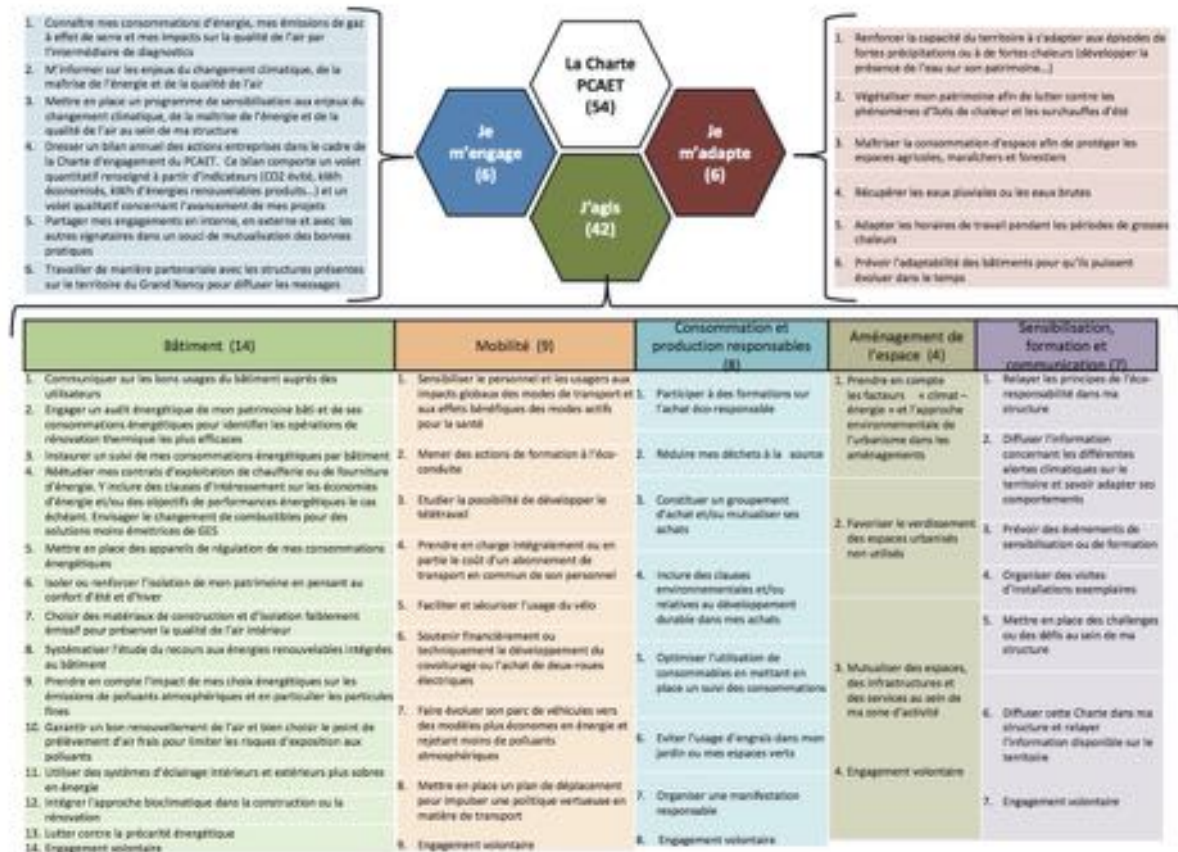 1. Connaître mes consommations d'énergie, mes émissions de gaz
à effet de serre et mes impacts sur la qualité de l'air par
l'intermédiaire de diagnostics
2. M'informer sur les enjeux du changement climatique, de la
maîtrise de l'énergie et de la qualité de l'air
3. Mettre en place un programme de sensibilisation aux enjeux du
changement climatique, de la maîtrise de l'énergie et de la
qualité de l'air au sein de ma structure
4. Dresser un bilan annuel des actions entreprises dans le cadre de
la Charte d'engagement du PCAET. Ce bilan comporte un volet
quantitatif renseigné à partir d'indicateurs (CO2 évité, kWh
économisés, kWh d'énergies renouvelables produits...) et un
volet qualitatif concernant l'avancement de mes projets
5. Partager mes engagements en interne, en externe et avec les
autres signataires dans un souci de mutualisation des bonnes
pratiques
6. Travailler de manière partenariale avec les structures présentes
sur le territoire du Grand Nancy pour diffuser les messages
La Charte
PCAET
(54)
Je
m'engage
(6)
Je
m'adapte
(6)
J'agis
(42)
1. Renforcer la capacité du territoire à s'adapter aux épisodes de
fortes précipitations ou à de fortes chaleurs (développer la
présence de l'eau sur son patrimoine...)
2. Végétaliser mon patrimoine afin de lutter contre les
phénomènes d'îlots de chaleur et les surchauffes d'été
3. Maîtriser la consommation d'espace afin de protéger les
espaces agricoles, maraîchers et forestiers
4. Récupérer les eaux pluviales ou les eaux brutes
5. Adapter les horaires de travail pendant les périodes de grosses
chaleurs
6. Prévoir l'adaptabilité des bâtiments pour qu'ils puissent
évoluer dans le temps
Bâtiment (14)
1. Communiquer sur les bons usages du bâtiment auprès des
utilisateurs
2. Engager un audit énergétique de mon patrimoine bâti et de ses
consommations énergétiques pour identifier les opérations de
rénovation thermique les plus efficaces
3. Instaurer un suivi de mes consommations énergétiques par bâtiment
4. Réétudier mes contrats d'exploitation de chaufferie ou de fourniture
d'énergie. Y inclure des clauses d'intéressement sur les économies
d'énergie et/ou des objectifs de performances énergétiques le cas
échéant. Envisager le changement de combustibles pour des
solutions moins émettrices de GES
5. Mettre en place des appareils de régulation de mes consommations
énergétiques
6. Isoler ou renforcer l'isolation de mon patrimoine en pensant au
confort d'été et d'hiver
7. Choisir des matériaux de construction et d'isolation faiblement
émissif pour préserver la qualité de l'air intérieur
8. Systématiser l'étude du recours aux énergies renouvelables intégrées
au bâtiment
9. Prendre en compte l'impact de mes choix énergétiques sur les
émissions de polluants atmosphériques et en particulier les particules
fines
10. Garantir un bon renouvellement de l'air et bien choisir le point de
prélèvement d'air frais pour limiter les risques d'exposition aux
polluants
11. Utiliser des systèmes d'éclairage intérieurs et extérieurs plus sobres
en énergie
12. Intégrer l'approche bioclimatique dans la construction ou la
rénovation
13. Lutter contre la précarité énergétique
14. Engagement volontaire
Mobilité (9)
1. Sensibiliser le personnel et les usagers aux
impacts globaux des modes de transport et
aux effets bénéfiques des modes actifs
pour la santé
2. Mener des actions de formation à l'éco-
conduite
3. Etudier la possibilité de développer le
télétravail
4. Prendre en charge intégralement ou en
partie le coût d'un abonnement de
transport en commun de son personnel
5. Faciliter et sécuriser l'usage du vélo
6. Soutenir financièrement ou
techniquement le développement du
covoiturage ou l'achat de deux-roues
électriques
7. Faire évoluer son parc de véhicules vers
des modèles plus économes en énergie et
rejetant moins de polluants
atmosphériques
8. Mettre en place un plan de déplacement
pour impulser une politique vertueuse en
matière de transport
9. Engagement volontaire
Consommation et
production responsables
(8)
1. Participer à des formations sur
l'achat éco-responsable
2. Réduire mes déchets à la source
3. Constituer un groupement
d'achat et/ou mutualiser ses
achats
4. Inclure des clauses
environnementales et/ou
relatives au développement
durable dans mes achats
5. Optimiser l'utilisation de
consommables en mettant en
place un suivi des consommations
6. Eviter l'usage d'engrais dans mon
jardin ou mes espaces verts
7. Organiser une manifestation
responsable
8. Engagement volontaire
Aménagement de
l'espace (4)
1. Prendre en compte
les facteurs « climat –
énergie » et l'approche
environnementale de
l'urbanisme dans les
aménagements
2. Favoriser le verdissement
des espaces urbanisés
non utilisés
3. Mutualiser des espaces,
des infrastructures et
des services au sein de
ma zone d'activité
4. Engagement volontaire
Sensibilisation,
formation et
communication (7)
1. Relayer les principes de l'éco-
responsabilité dans ma
structure
2. Diffuser l'information
concernant les différentes
alertes climatiques sur le
territoire et savoir adapter ses
comportements
3. Prévoir des événements de
sensibilisation ou de formation
4. Organiser des visites
d'installations exemplaires
5. Mettre en place des challenges
ou des défis au sein de ma
structure
6. Diffuser cette Charte dans ma
structure et relayer
l'information disponible sur le
territoire
7. Engagement volontaire